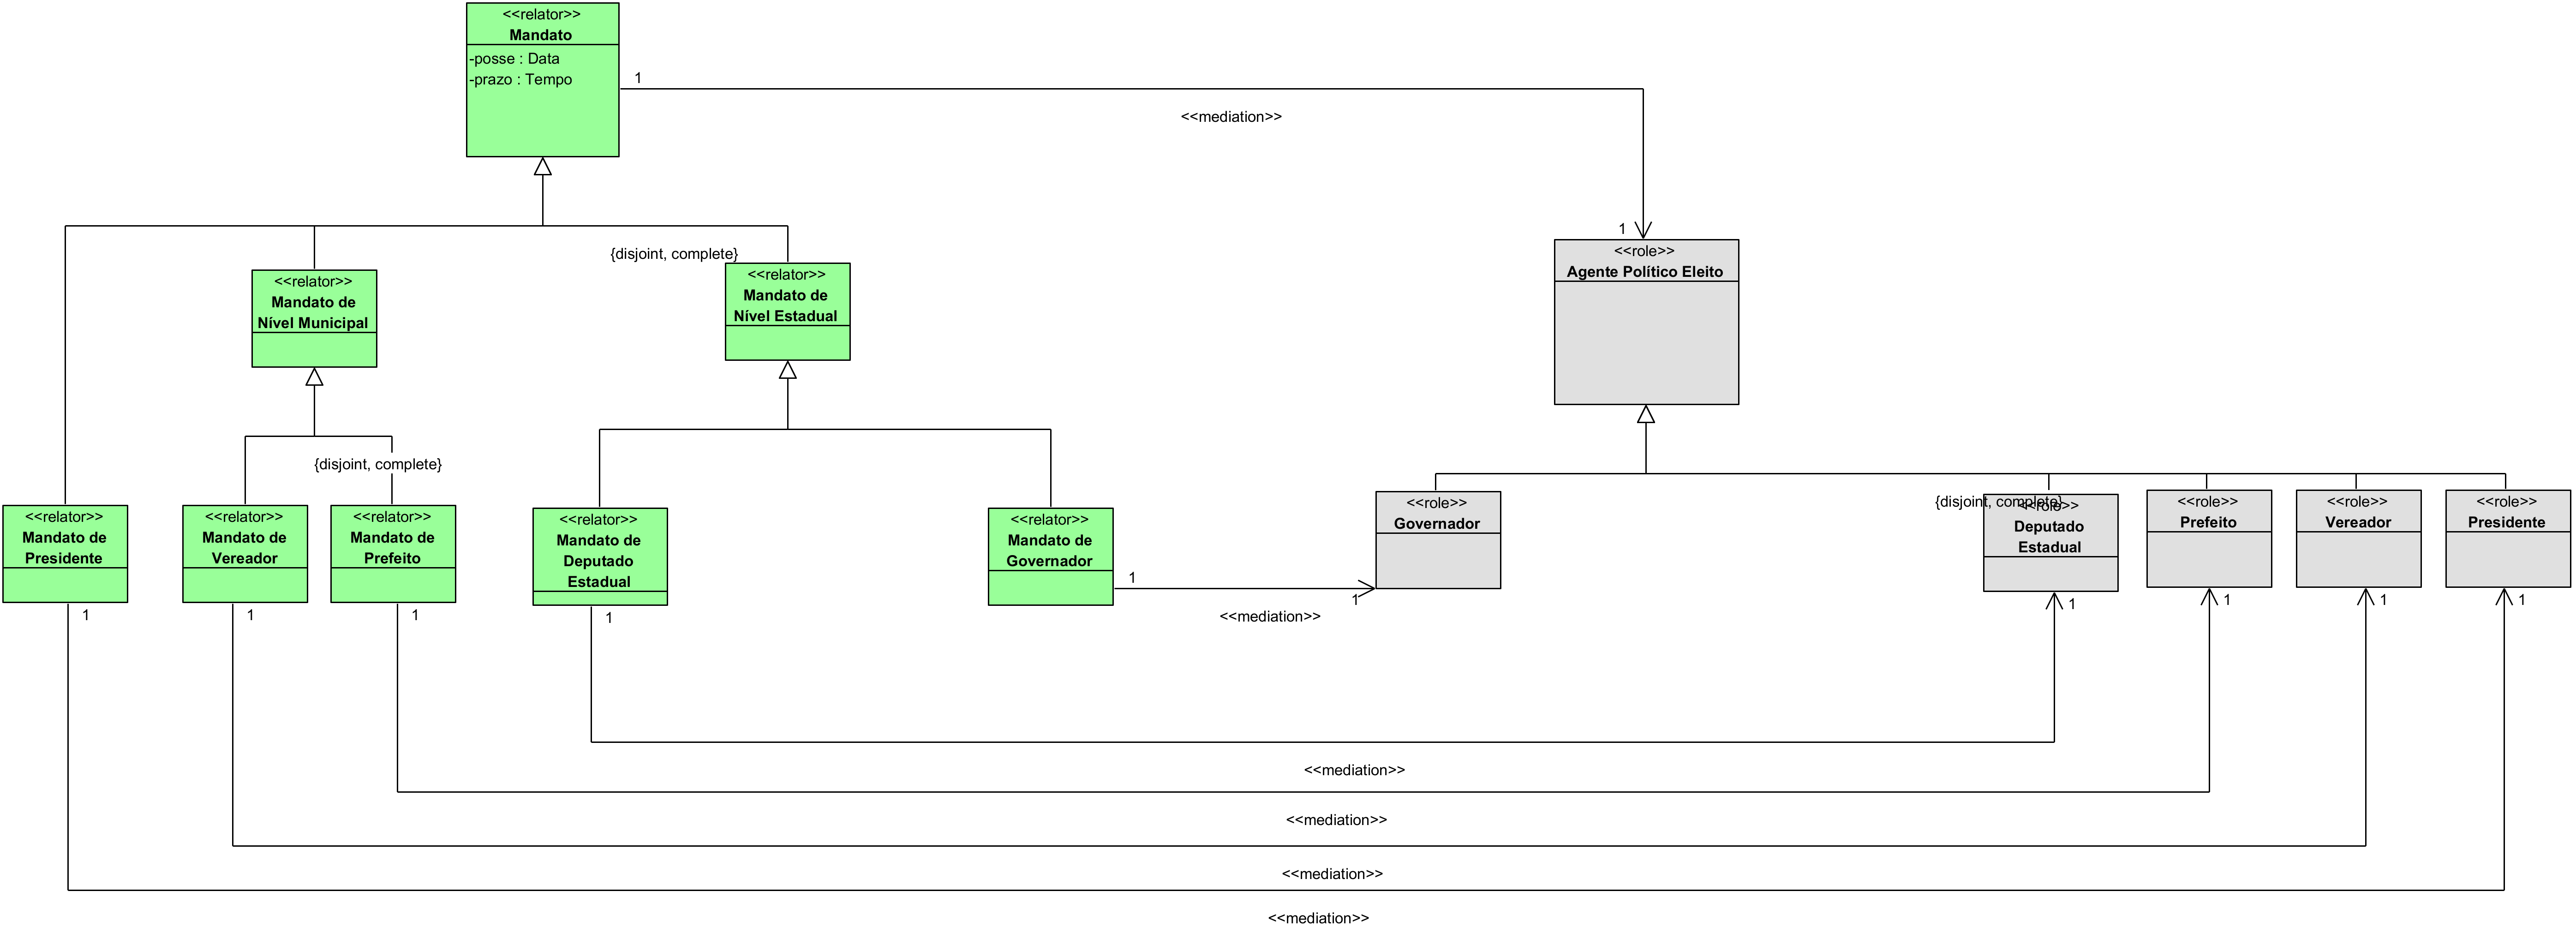 <<relator>>
Mandato
-posse : Data
-prazo : Tempo
1
<<mediation>>
1
<<role>>
Agente Político Eleito
{disjoint, complete}
<<relator>>
Mandato de
Nível Municipal
<<relator>>
Mandato de
Nível Estadual
{disjoint, complete}
<<relator>>
Mandato de
Presidente
<<relator>>
Mandato de
Vereador
<<relator>>
Mandato de
Prefeito
<<relator>>
Mandato de
Deputado
Estadual
<<relator>>
Mandato de
Governador
<<role>>
Governador
{disjoint, complete}
<<role>>
Deputado
Estadual
<<role>>
Prefeito
<<role>>
Vereador
<<role>>
Presidente
1
1
<<mediation>>
1
1
1
1
1
1
1
1
<<mediation>>
<<mediation>>
<<mediation>>
<<mediation>>